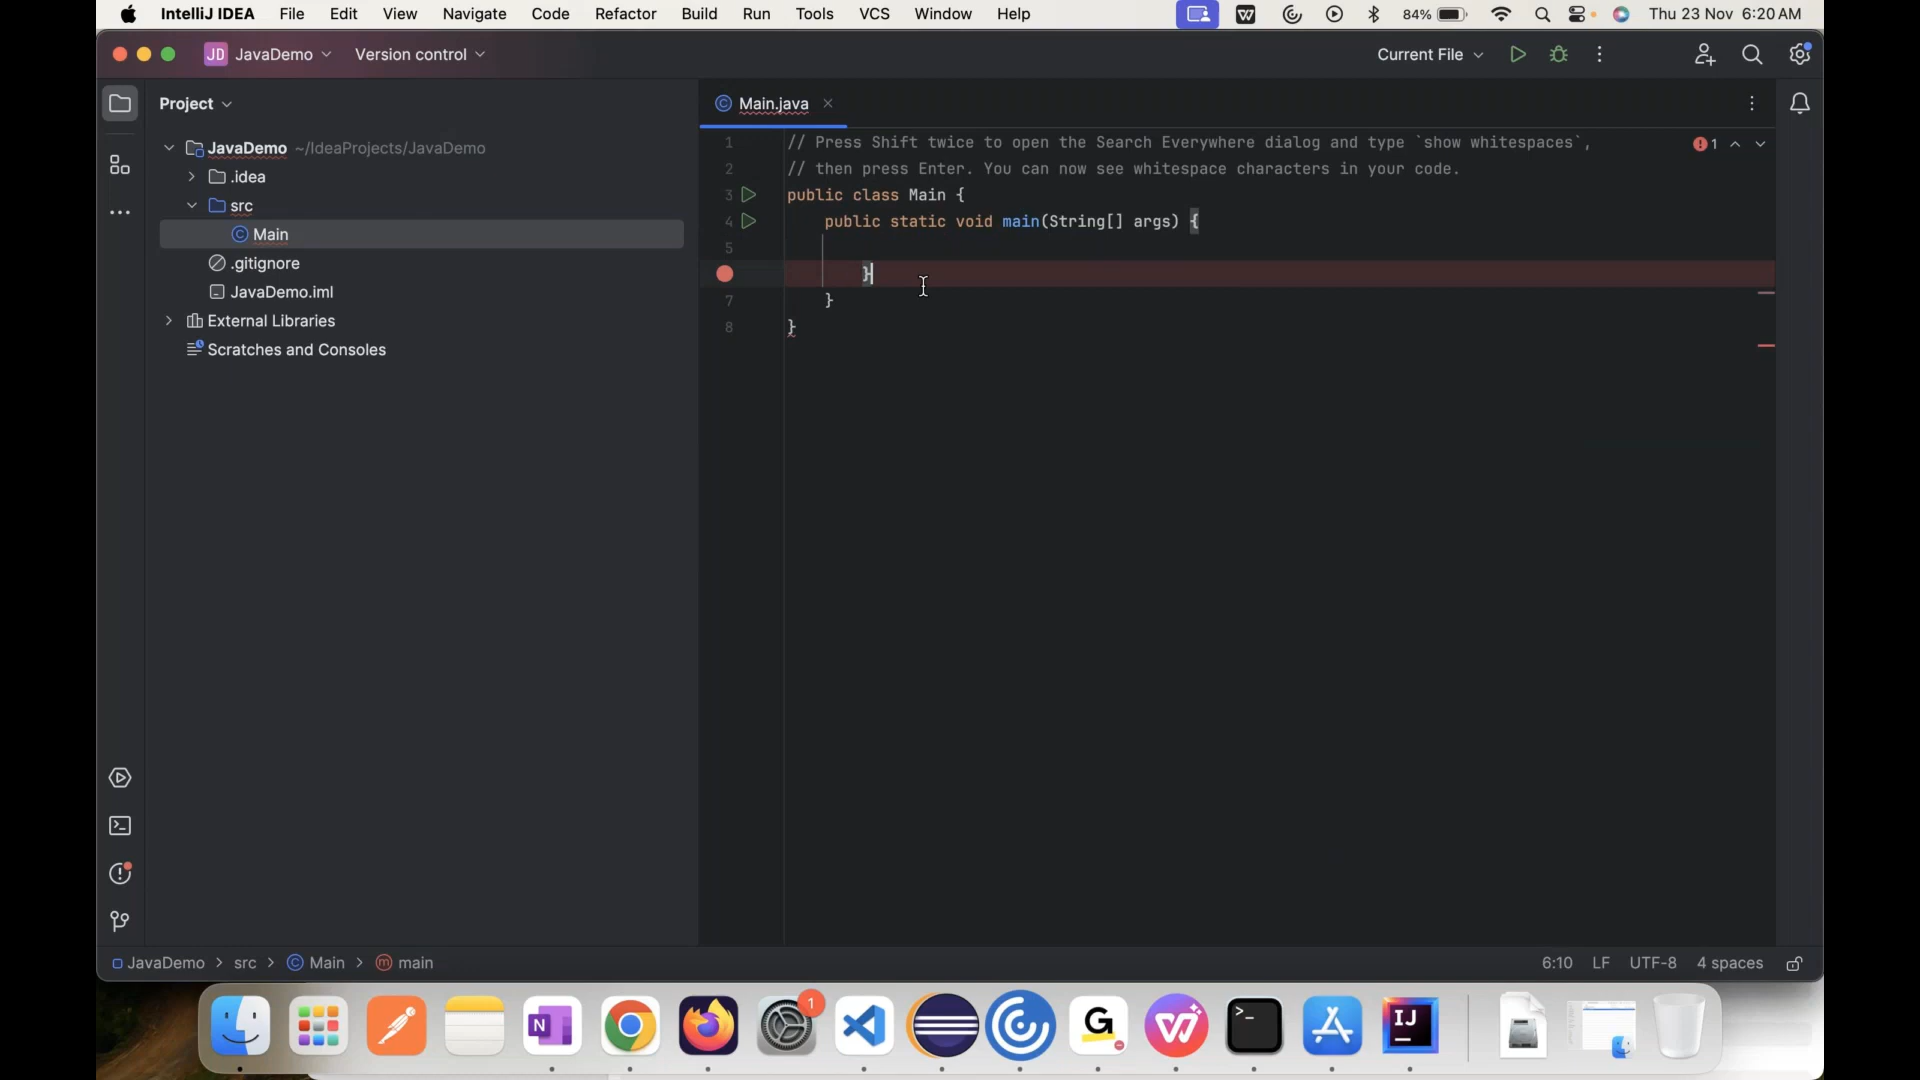 IntelliJ IDEA File Edit View Navigate Code Refactor Build Run Tools VCS Window Help 84% Thu 23 Nov 6:20 AM
JD JavaDemo Version control Current File
Project
Main.java
JavaDemo ~/IdeaProjects/JavaDemo
.idea
src
Main
.gitignore
JavaDemo.iml
External Libraries
Scratches and Consoles
1 // Press Shift twice to open the Search Everywhere dialog and type `show whitespaces`,
1
2 // then press Enter. You can now see whitespace characters in your code.
3 public class Main {
4 public static void main(String[] args) {
5
}
7 }
8 }
JavaDemo > src > Main > main
6:10 LF UTF-8 4 spaces
1
N
G
W
>_
IJ